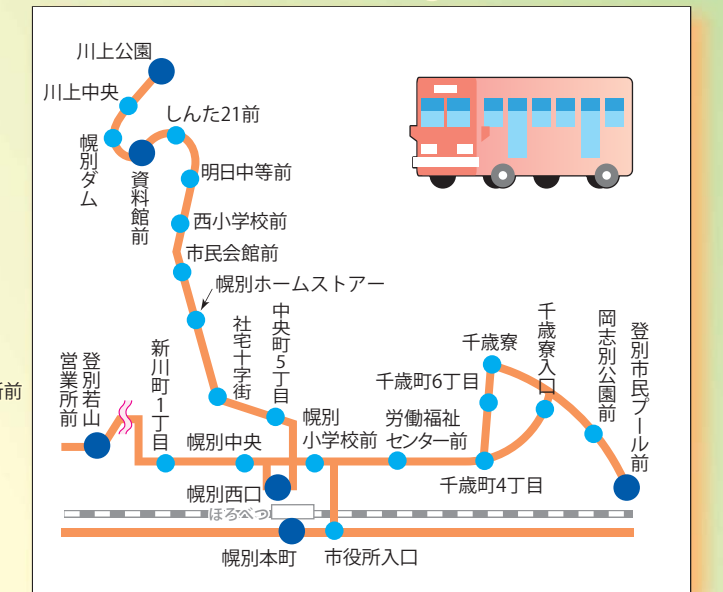 川上公園
川上中央
しんた21前
幌別ダム
資料館前
明日中等前
西小学校前
市民会館前
幌別ホームストアー
中央町5丁目
社宅十字街
新川町1丁目
登別若山
営業所前
所前
千歳寮
千歳寮入口
岡志別公園前
登別市民プール前
千歳町6丁目
幌別
小学校前
労働福祉
センター前
幌別中央
千歳町4丁目
幌別西口
ほろべつ
幌別本町
市役所入口